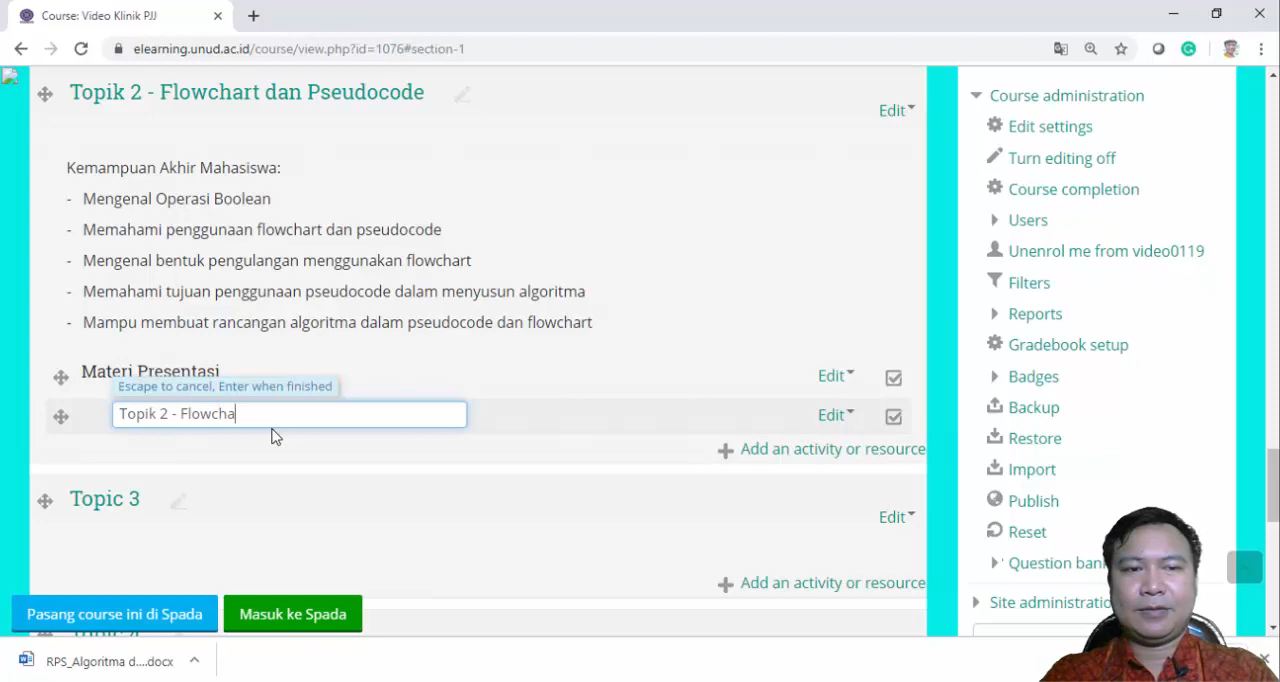 Course: Video Klinik PJJ
elearning.unud.ac.id/course/view.php?id=1076#section-1
Topik 2 - Flowchart dan Pseudocode
Edit
Kemampuan Akhir Mahasiswa:
- Mengenal Operasi Boolean
- Memahami penggunaan flowchart dan pseudocode
- Mengenal bentuk pengulangan menggunakan flowchart
- Memahami tujuan penggunaan pseudocode dalam menyusun algoritma
- Mampu membuat rancangan algoritma dalam pseudocode dan flowchart
Materi Presentasi
Edit
Escape to cancel, Enter when finished
Topik 2 - Flowcha
Edit
Add an activity or resource
Topic 3
Edit
Add an activity or resource
Pasang course ini di Spada
Masuk ke Spada
RPS_Algoritma d....docx
Course administration
Edit settings
Turn editing off
Course completion
Users
Unenrol me from video0119
Filters
Reports
Gradebook setup
Badges
Backup
Restore
Import
Publish
Reset
Question ban
Site administratio